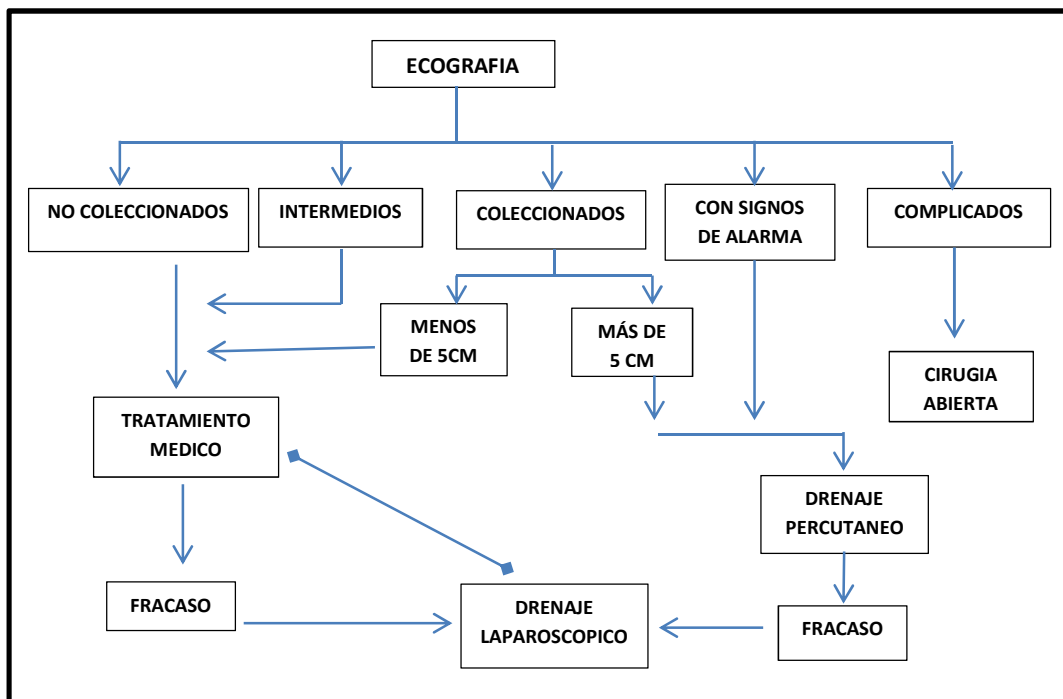 ECOGRAFIA
NO COLECCIONADOS
INTERMEDIOS
COLECCIONADOS
CON SIGNOS
DE ALARMA
COMPLICADOS
MENOS
DE 5CM
MÁS DE
5 CM
CIRUGIA
ABIERTA
TRATAMIENTO
MEDICO
DRENAJE
PERCUTANEO
FRACASO
DRENAJE
LAPAROSCOPICO
FRACASO